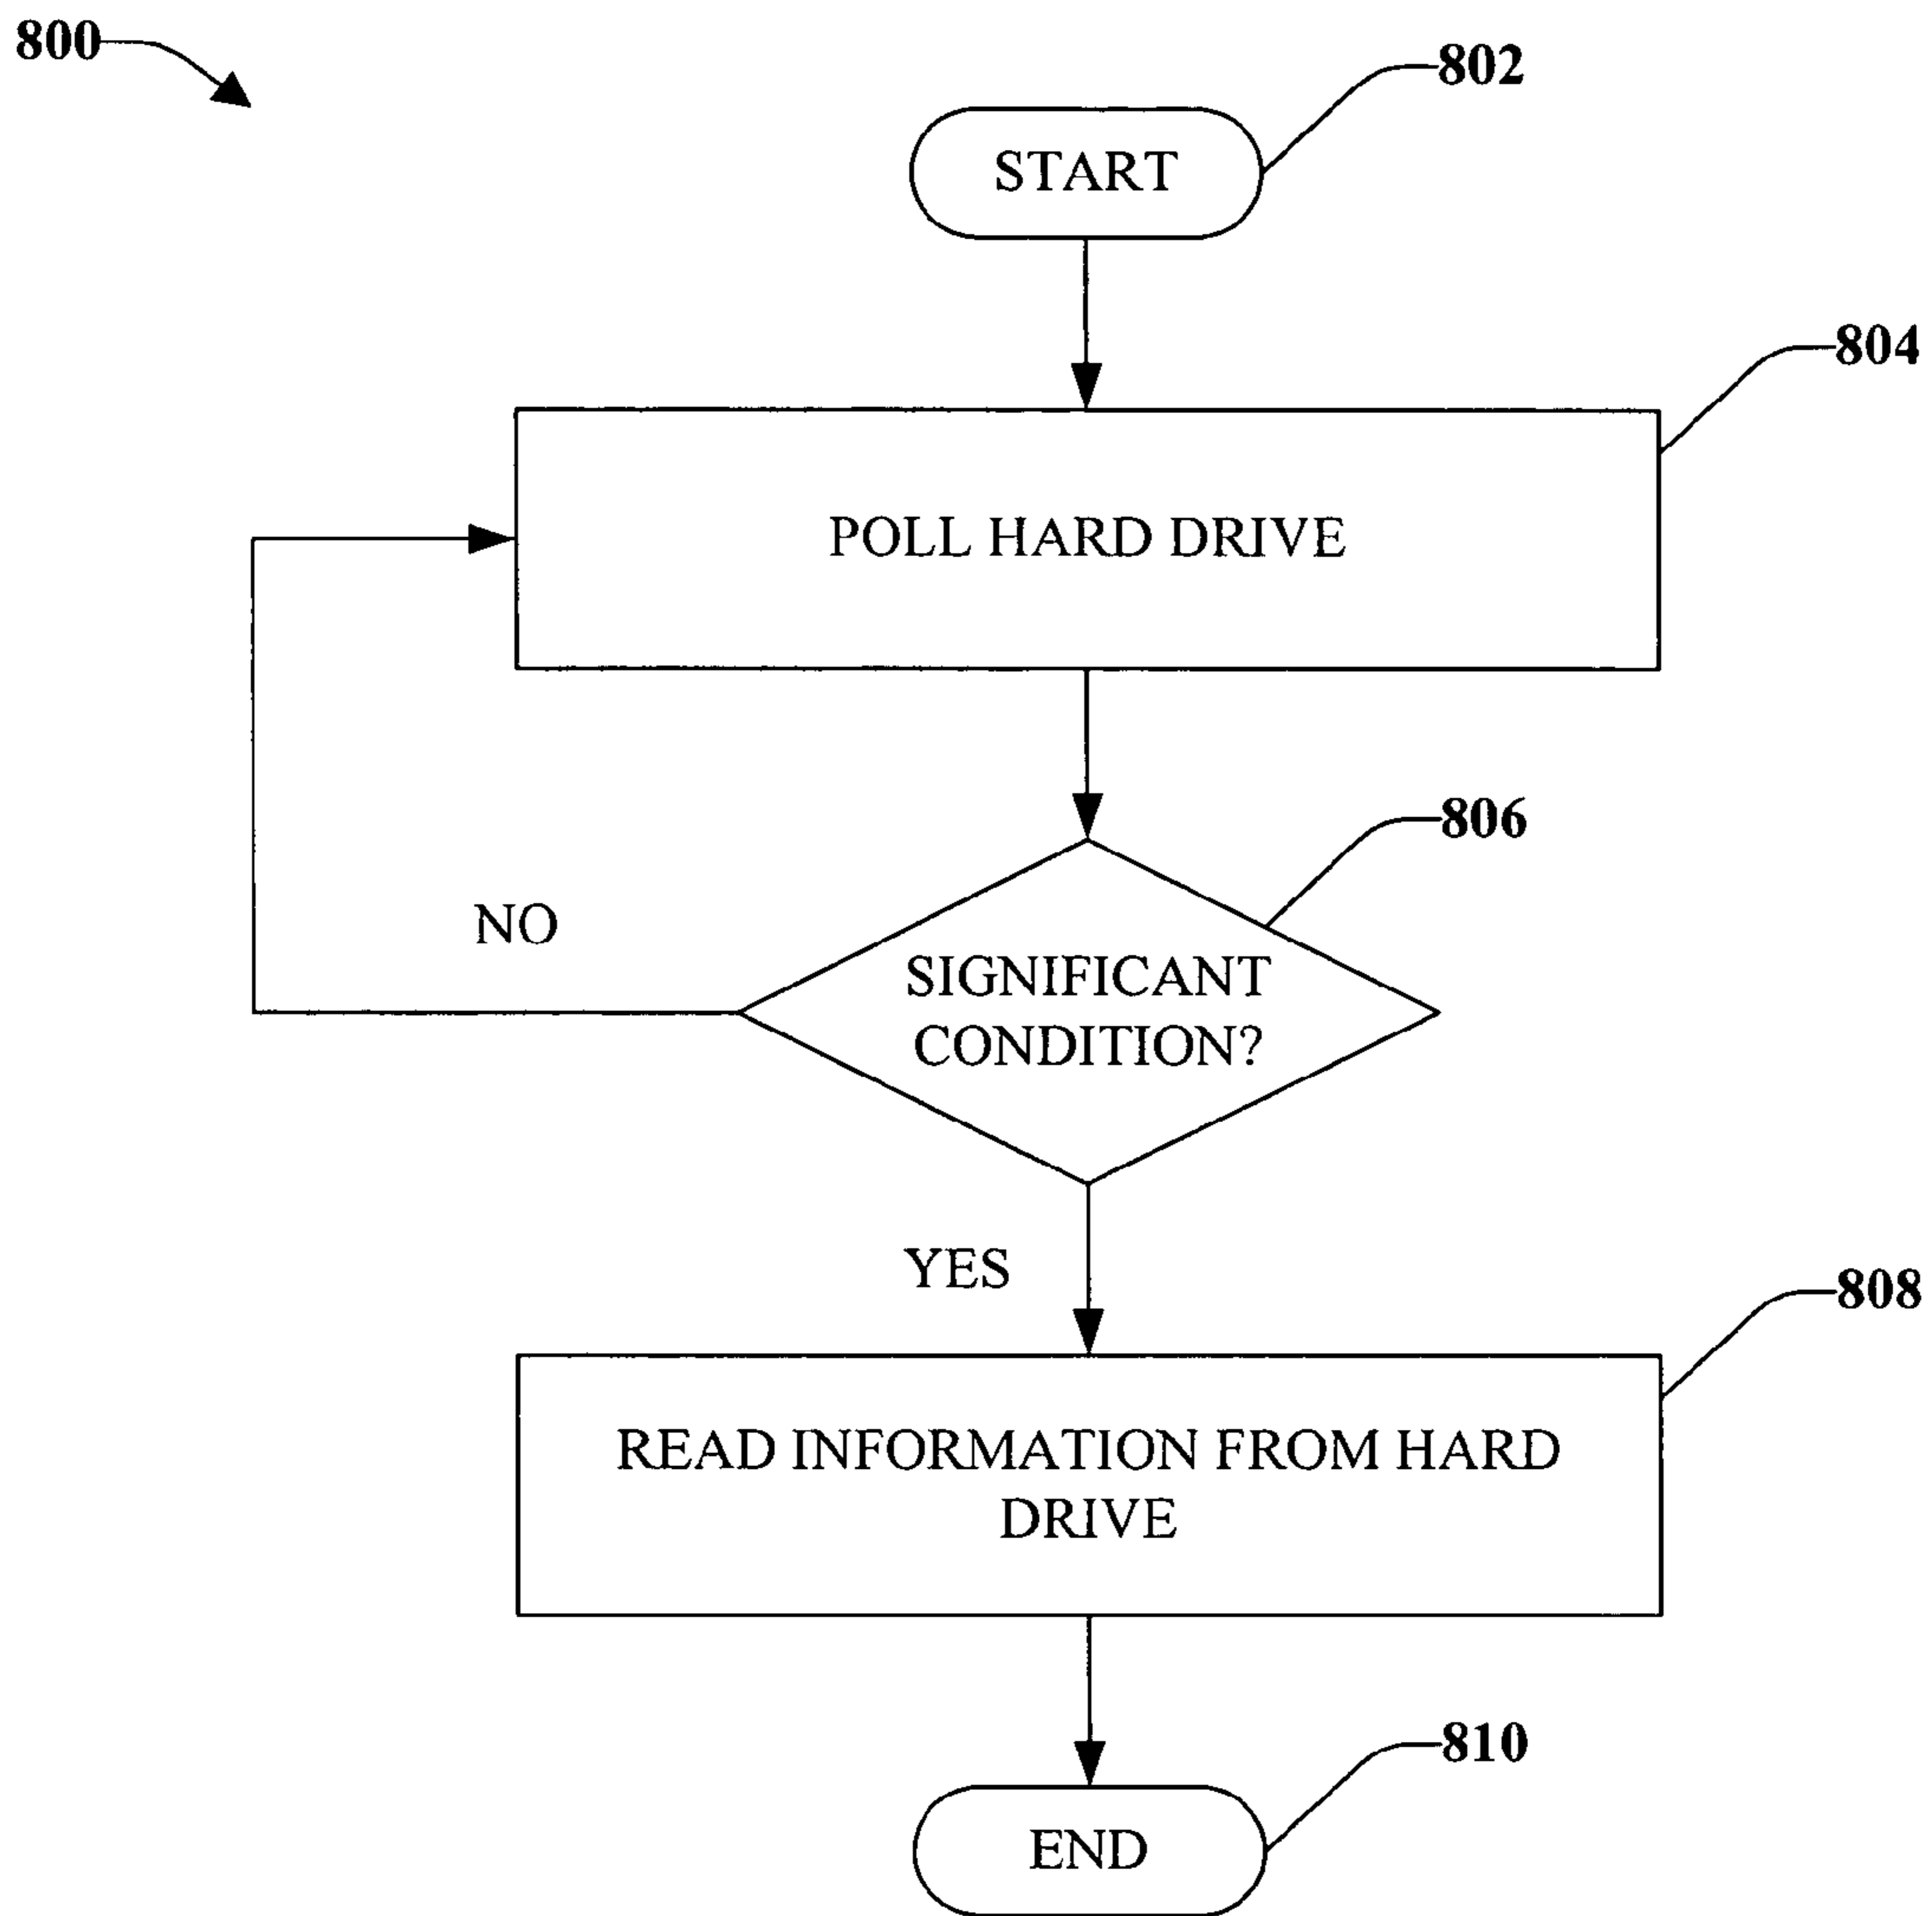 800
802
START
804
POLL HARD DRIVE
806
NO
SIGNIFICANT
CONDITION?
YES
808
READ INFORMATION FROM HARD
DRIVE
810
END